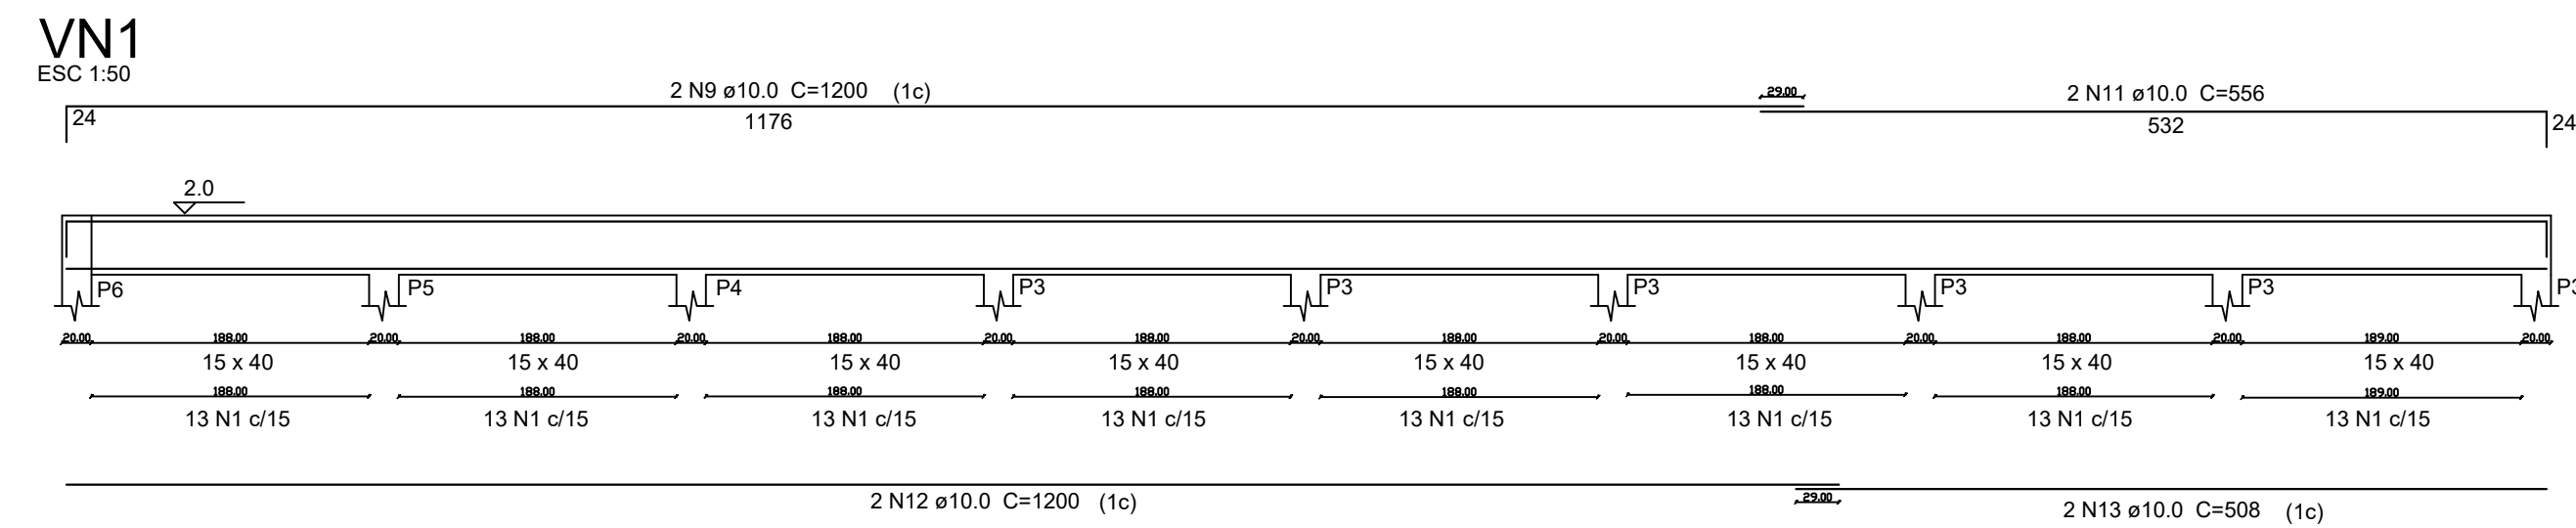 VN1
ESC 1:50
2 N9 ø10.0 C=1200 (1c)
29.00
2 N11 ø10.0 C=556
24
1176
532
24
2.0
P6 P5 P4 P3 P3 P3 P3 P3 P3
20.00 188.00 20.00 188.00 20.00 188.00 20.00 188.00 20.00 188.00 20.00 188.00 20.00 188.00 20.00 189.00 20.00
15 x 40 15 x 40 15 x 40 15 x 40 15 x 40 15 x 40 15 x 40 15 x 40
188.00 188.00 188.00 188.00 188.00 188.00 188.00 189.00
13 N1 c/15 13 N1 c/15 13 N1 c/15 13 N1 c/15 13 N1 c/15 13 N1 c/15 13 N1 c/15 13 N1 c/15
2 N12 ø10.0 C=1200 (1c)
29.00
2 N13 ø10.0 C=508 (1c)